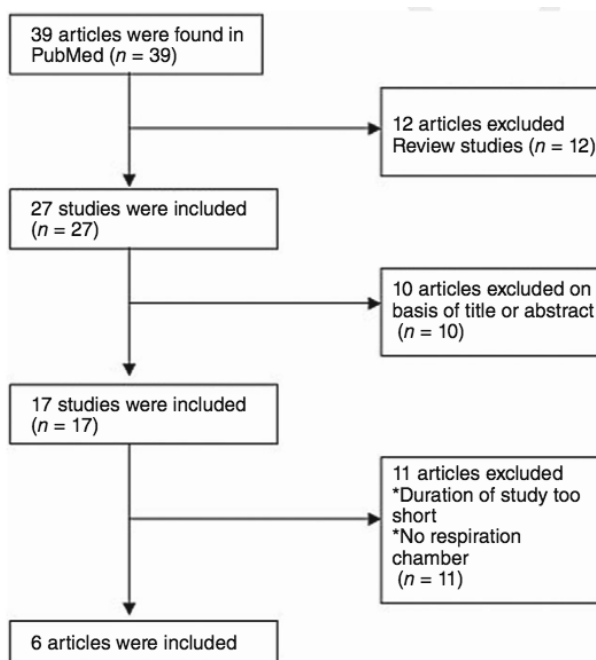 39 articles were found in
PubMed (n = 39)
12 articles excluded
Review studies (n = 12)
27 studies were included
(n = 27)
10 articles excluded on
basis of title or abstract
(n = 10)
17 studies were included
(n = 17)
11 articles excluded
*Duration of study too
short
*No respiration
chamber
(n = 11)
6 articles were included